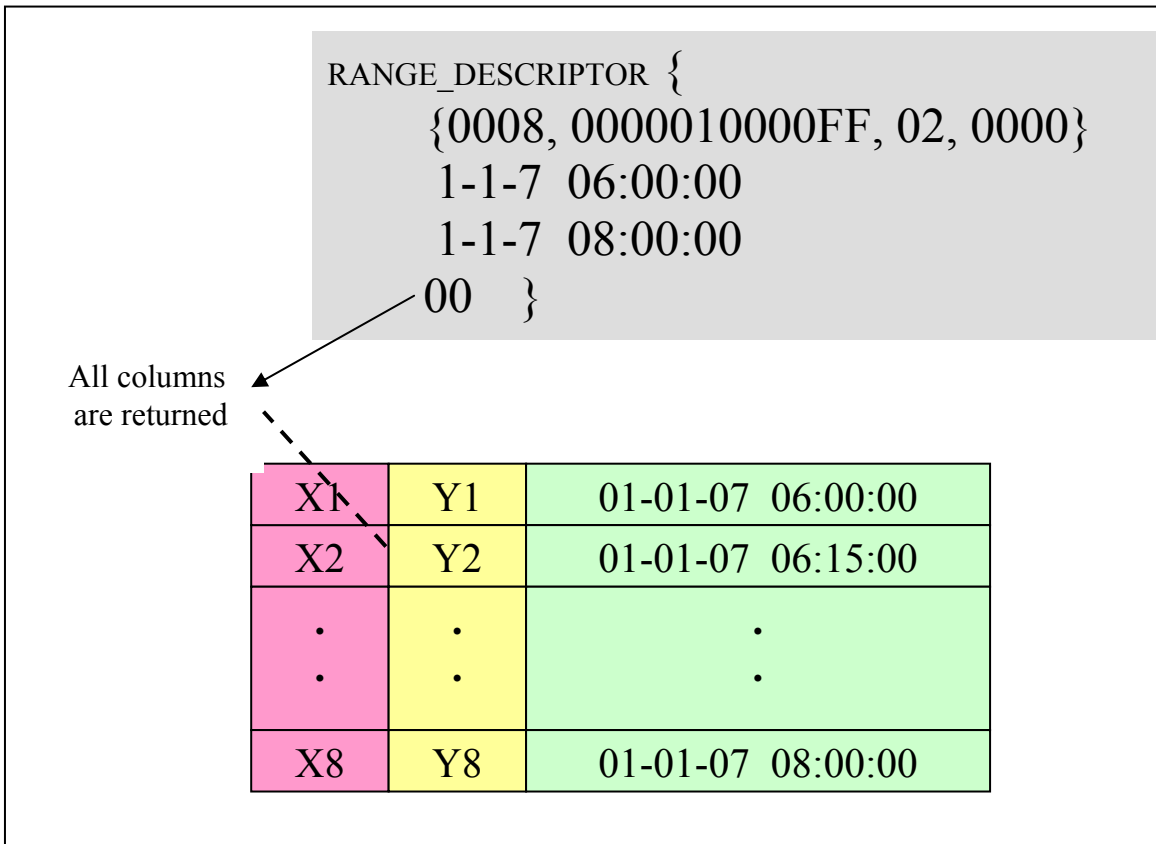 RANGE_DESCRIPTOR {
{0008, 0000010000FF, 02, 0000}
1-1-7 06:00:00
1-1-7 08:00:00
00 }
All columns
are returned
X1 Y1 01-01-07 06:00:00
X2 Y2 01-01-07 06:15:00
. . .
. . .
X8 Y8 01-01-07 08:00:00